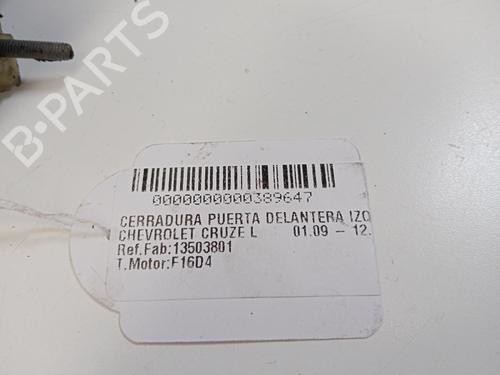 B-PARTS
0000000000389647
CERRADURA PUERTA DELANTERA IZQ
CHEVROLET CRUZE L 01.09 - 12.
Ref.Fab:13503801
T.Motor:F16D4